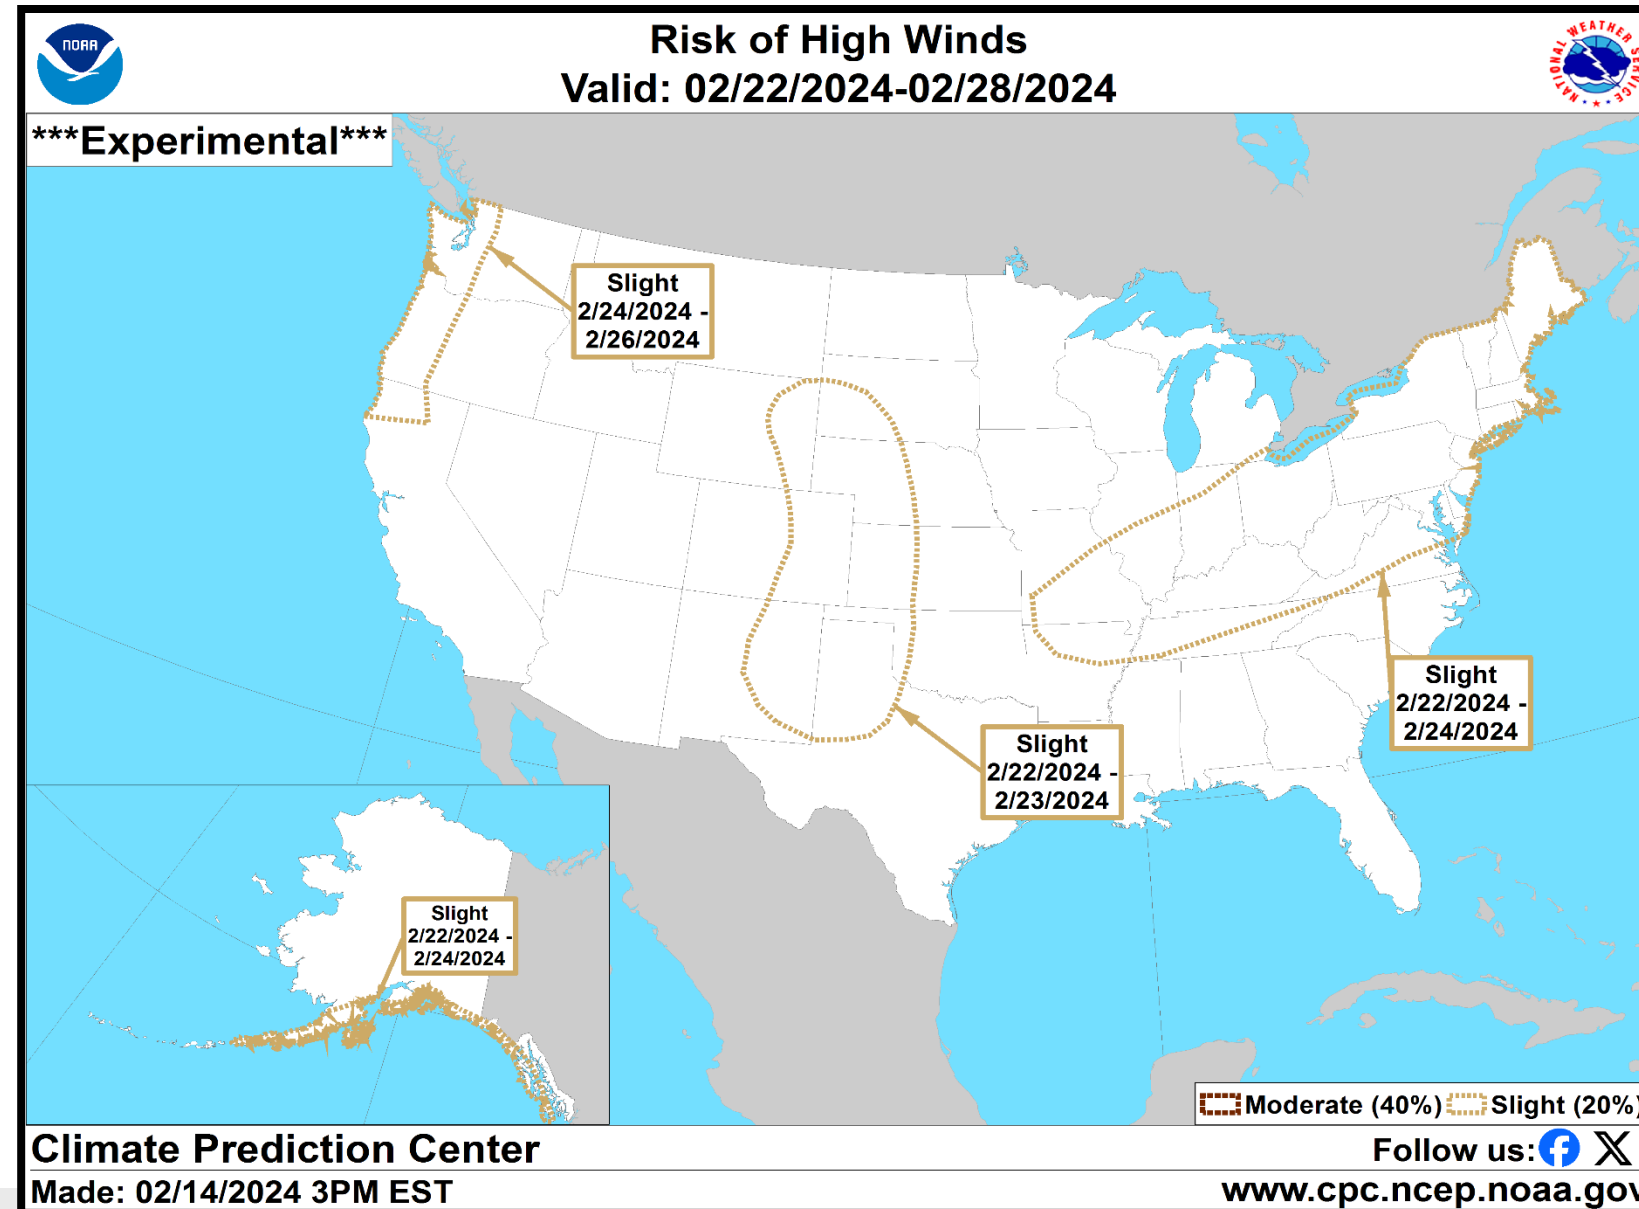 NOAA
Risk of High Winds
Valid: 02/22/2024-02/28/2024
NATIONAL WEATHER SERVICE
***Experimental***
Slight
2/24/2024 -
2/26/2024
Slight
2/22/2024 -
2/24/2024
Slight
2/22/2024 -
2/23/2024
Slight
2/22/2024 -
2/24/2024
Moderate (40%) Slight (20%)
Climate Prediction Center
Follow us:
Made: 02/14/2024 3PM EST
www.cpc.ncep.noaa.gov